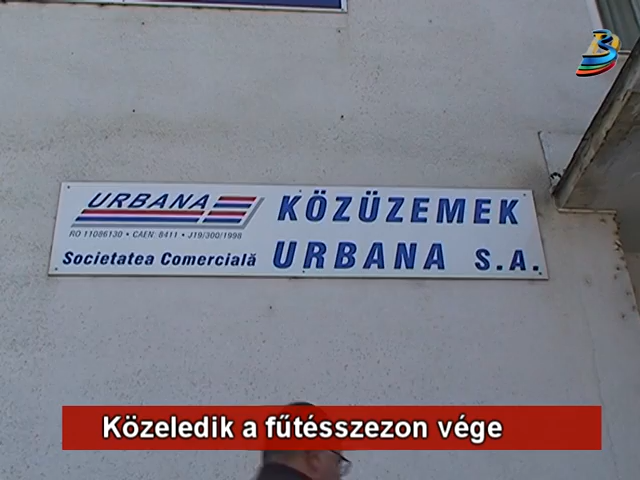 URBANA
KÖZÜZEMEK
RO 11086130 • CAEN: 8411 • J19/300/1998
Societatea Comercială
URBANA S.A.
Közeledik a fűtésszezon vége